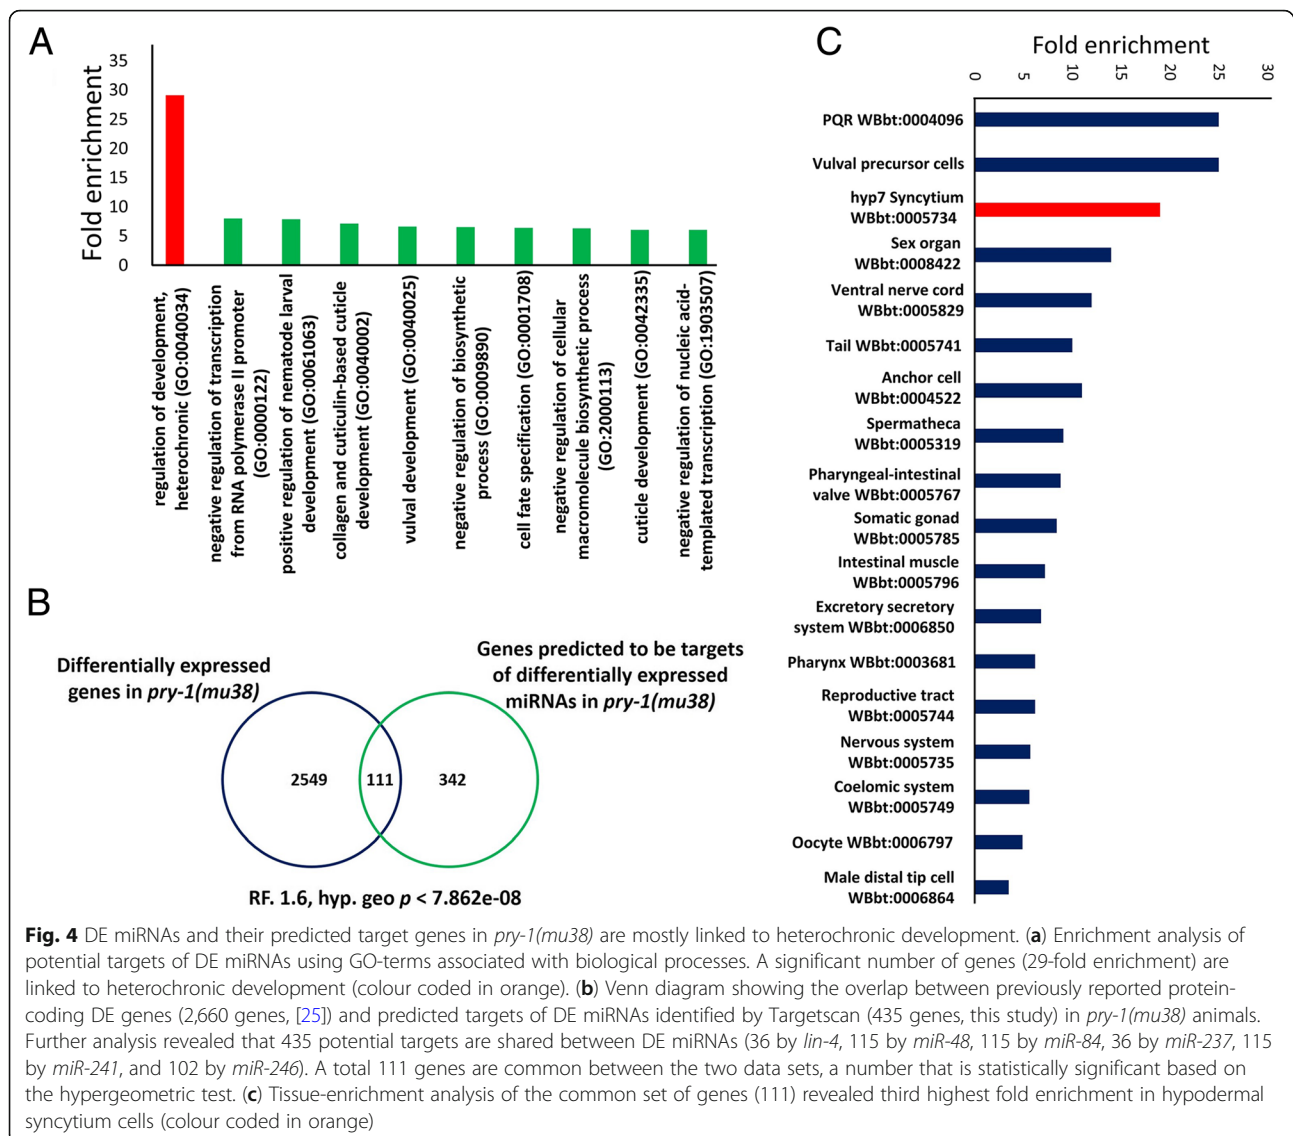 A
Fold enrichment
35
30
25
20
15
10
5
0
regulation of development,
heterochronic (GO:0040034)
negative regulation of transcription
from RNA polymerase II promoter
(GO:0000122)
positive regulation of nematode larval
development (GO:0061063)
collagen and cuticulin-based cuticle
development (GO:0040002)
vulval development (GO:0040025)
negative regulation of biosynthetic
process (GO:0009890)
cell fate specification (GO:0001708)
negative regulation of cellular
macromolecule biosynthetic process
(GO:2000113)
cuticle development (GO:0042335)
negative regulation of nucleic acid-
templated transcription (GO:1903507)
B
Differentially expressed
genes in pry-1(mu38)
Genes predicted to be targets
of differentially expressed
miRNAs in pry-1(mu38)
2549
111
342
RF. 1.6, hyp. geo p < 7.862e-08
C
Fold enrichment
0
5
10
15
20
25
30
PQR WBbt:0004096
Vulval precursor cells
hyp7 Syncytium
WBbt:0005734
Sex organ
WBbt:0008422
Ventral nerve cord
WBbt:0005829
Tail WBbt:0005741
Anchor cell
WBbt:0004522
Spermatheca
WBbt:0005319
Pharyngeal-intestinal
valve WBbt:0005767
Somatic gonad
WBbt:0005785
Intestinal muscle
WBbt:0005796
Excretory secretory
system WBbt:0006850
Pharynx WBbt:0003681
Reproductive tract
WBbt:0005744
Nervous system
WBbt:0005735
Coelomic system
WBbt:0005749
Oocyte WBbt:0006797
Male distal tip cell
WBbt:0006864
Fig. 4 DE miRNAs and their predicted target genes in pry-1(mu38) are mostly linked to heterochronic development. (a) Enrichment analysis of
potential targets of DE miRNAs using GO-terms associated with biological processes. A significant number of genes (29-fold enrichment) are
linked to heterochronic development (colour coded in orange). (b) Venn diagram showing the overlap between previously reported protein-
coding DE genes (2,660 genes, [25]) and predicted targets of DE miRNAs identified by Targetscan (435 genes, this study) in pry-1(mu38) animals.
Further analysis revealed that 435 potential targets are shared between DE miRNAs (36 by lin-4, 115 by miR-48, 115 by miR-84, 36 by miR-237, 115
by miR-241, and 102 by miR-246). A total 111 genes are common between the two data sets, a number that is statistically significant based on
the hypergeometric test. (c) Tissue-enrichment analysis of the common set of genes (111) revealed third highest fold enrichment in hypodermal
syncytium cells (colour coded in orange)